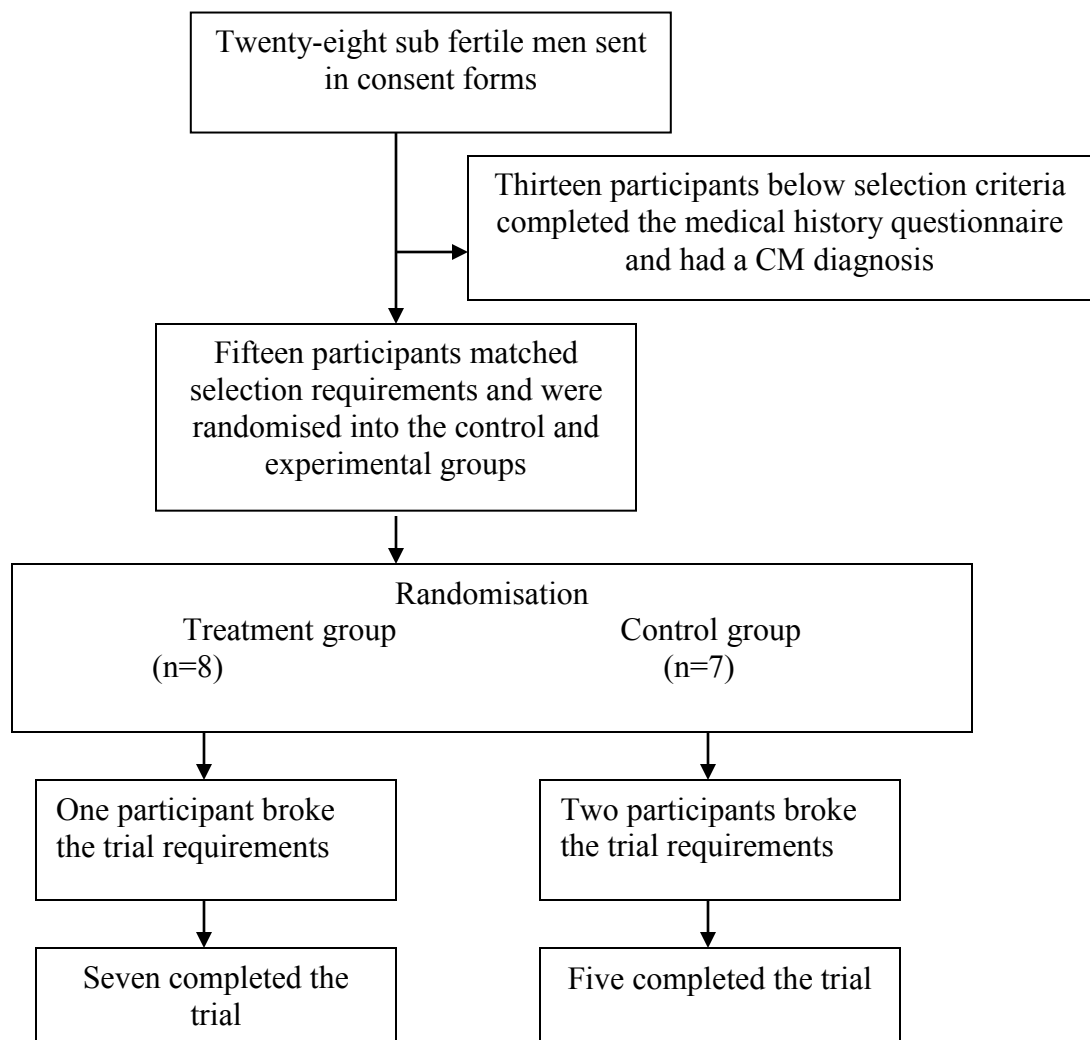 Twenty-eight sub fertile men sent
in consent forms
Thirteen participants below selection criteria
completed the medical history questionnaire
and had a CM diagnosis
Fifteen participants matched
selection requirements and were
randomised into the control and
experimental groups
Randomisation
Treatment group Control group
(n=8) (n=7)
One participant broke
the trial requirements
Two participants broke
the trial requirements
Seven completed the
trial
Five completed the trial